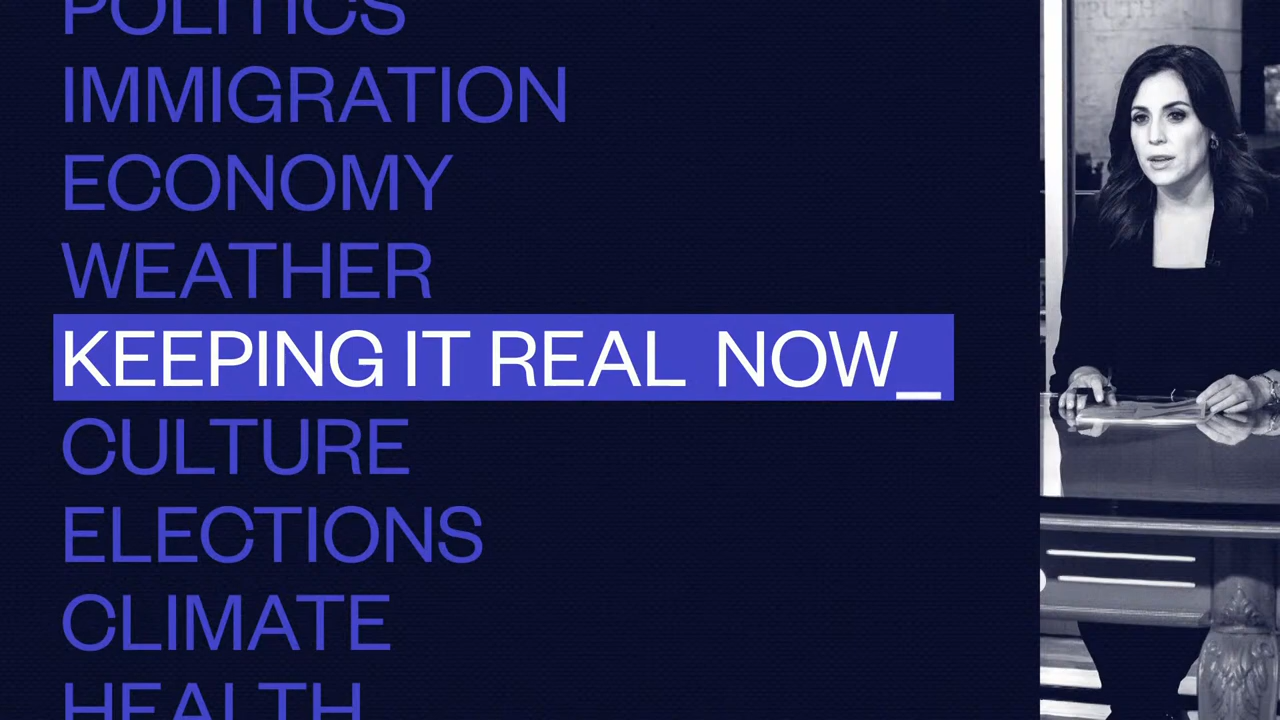 POLITICS
IMMIGRATION
ECONOMY
WEATHER
KEEPING IT REAL NOW_
CULTURE
ELECTIONS
CLIMATE
HEALTH